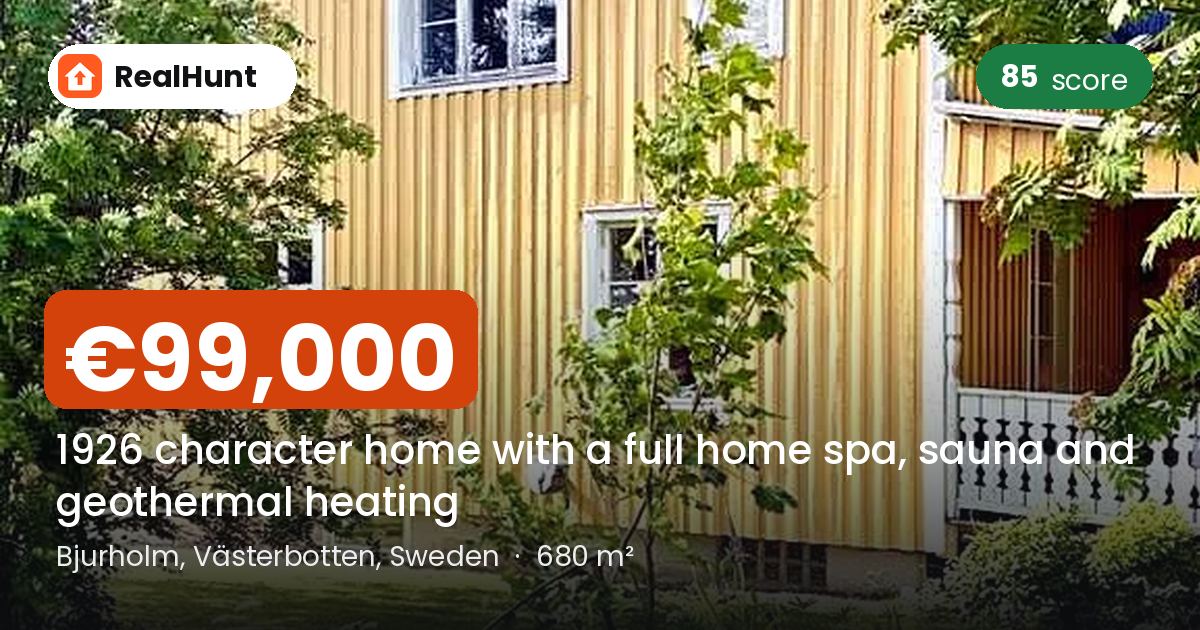 RealHunt
85 score
€99,000
1926 character home with a full home spa, sauna and
geothermal heating
Bjurholm, Västerbotten, Sweden · 680 m²